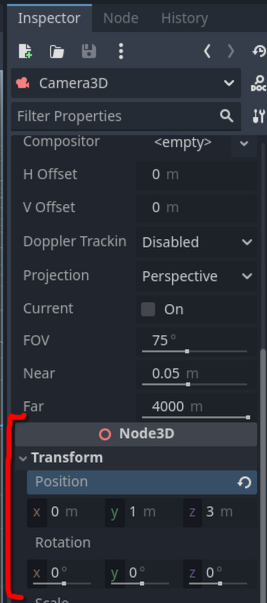 Inspector Node History
Camera3D
DOC
Filter Properties
Compositor <empty>
H Offset 0 m
V Offset 0 m
Doppler Trackin Disabled
Projection Perspective
Current On
FOV 75 °
Near 0.05 m
Far 4000 m
Node3D
Transform
Position
x 0 m y 1 m z 3 m
Rotation
x 0 ° y 0 ° z 0 °
Scale